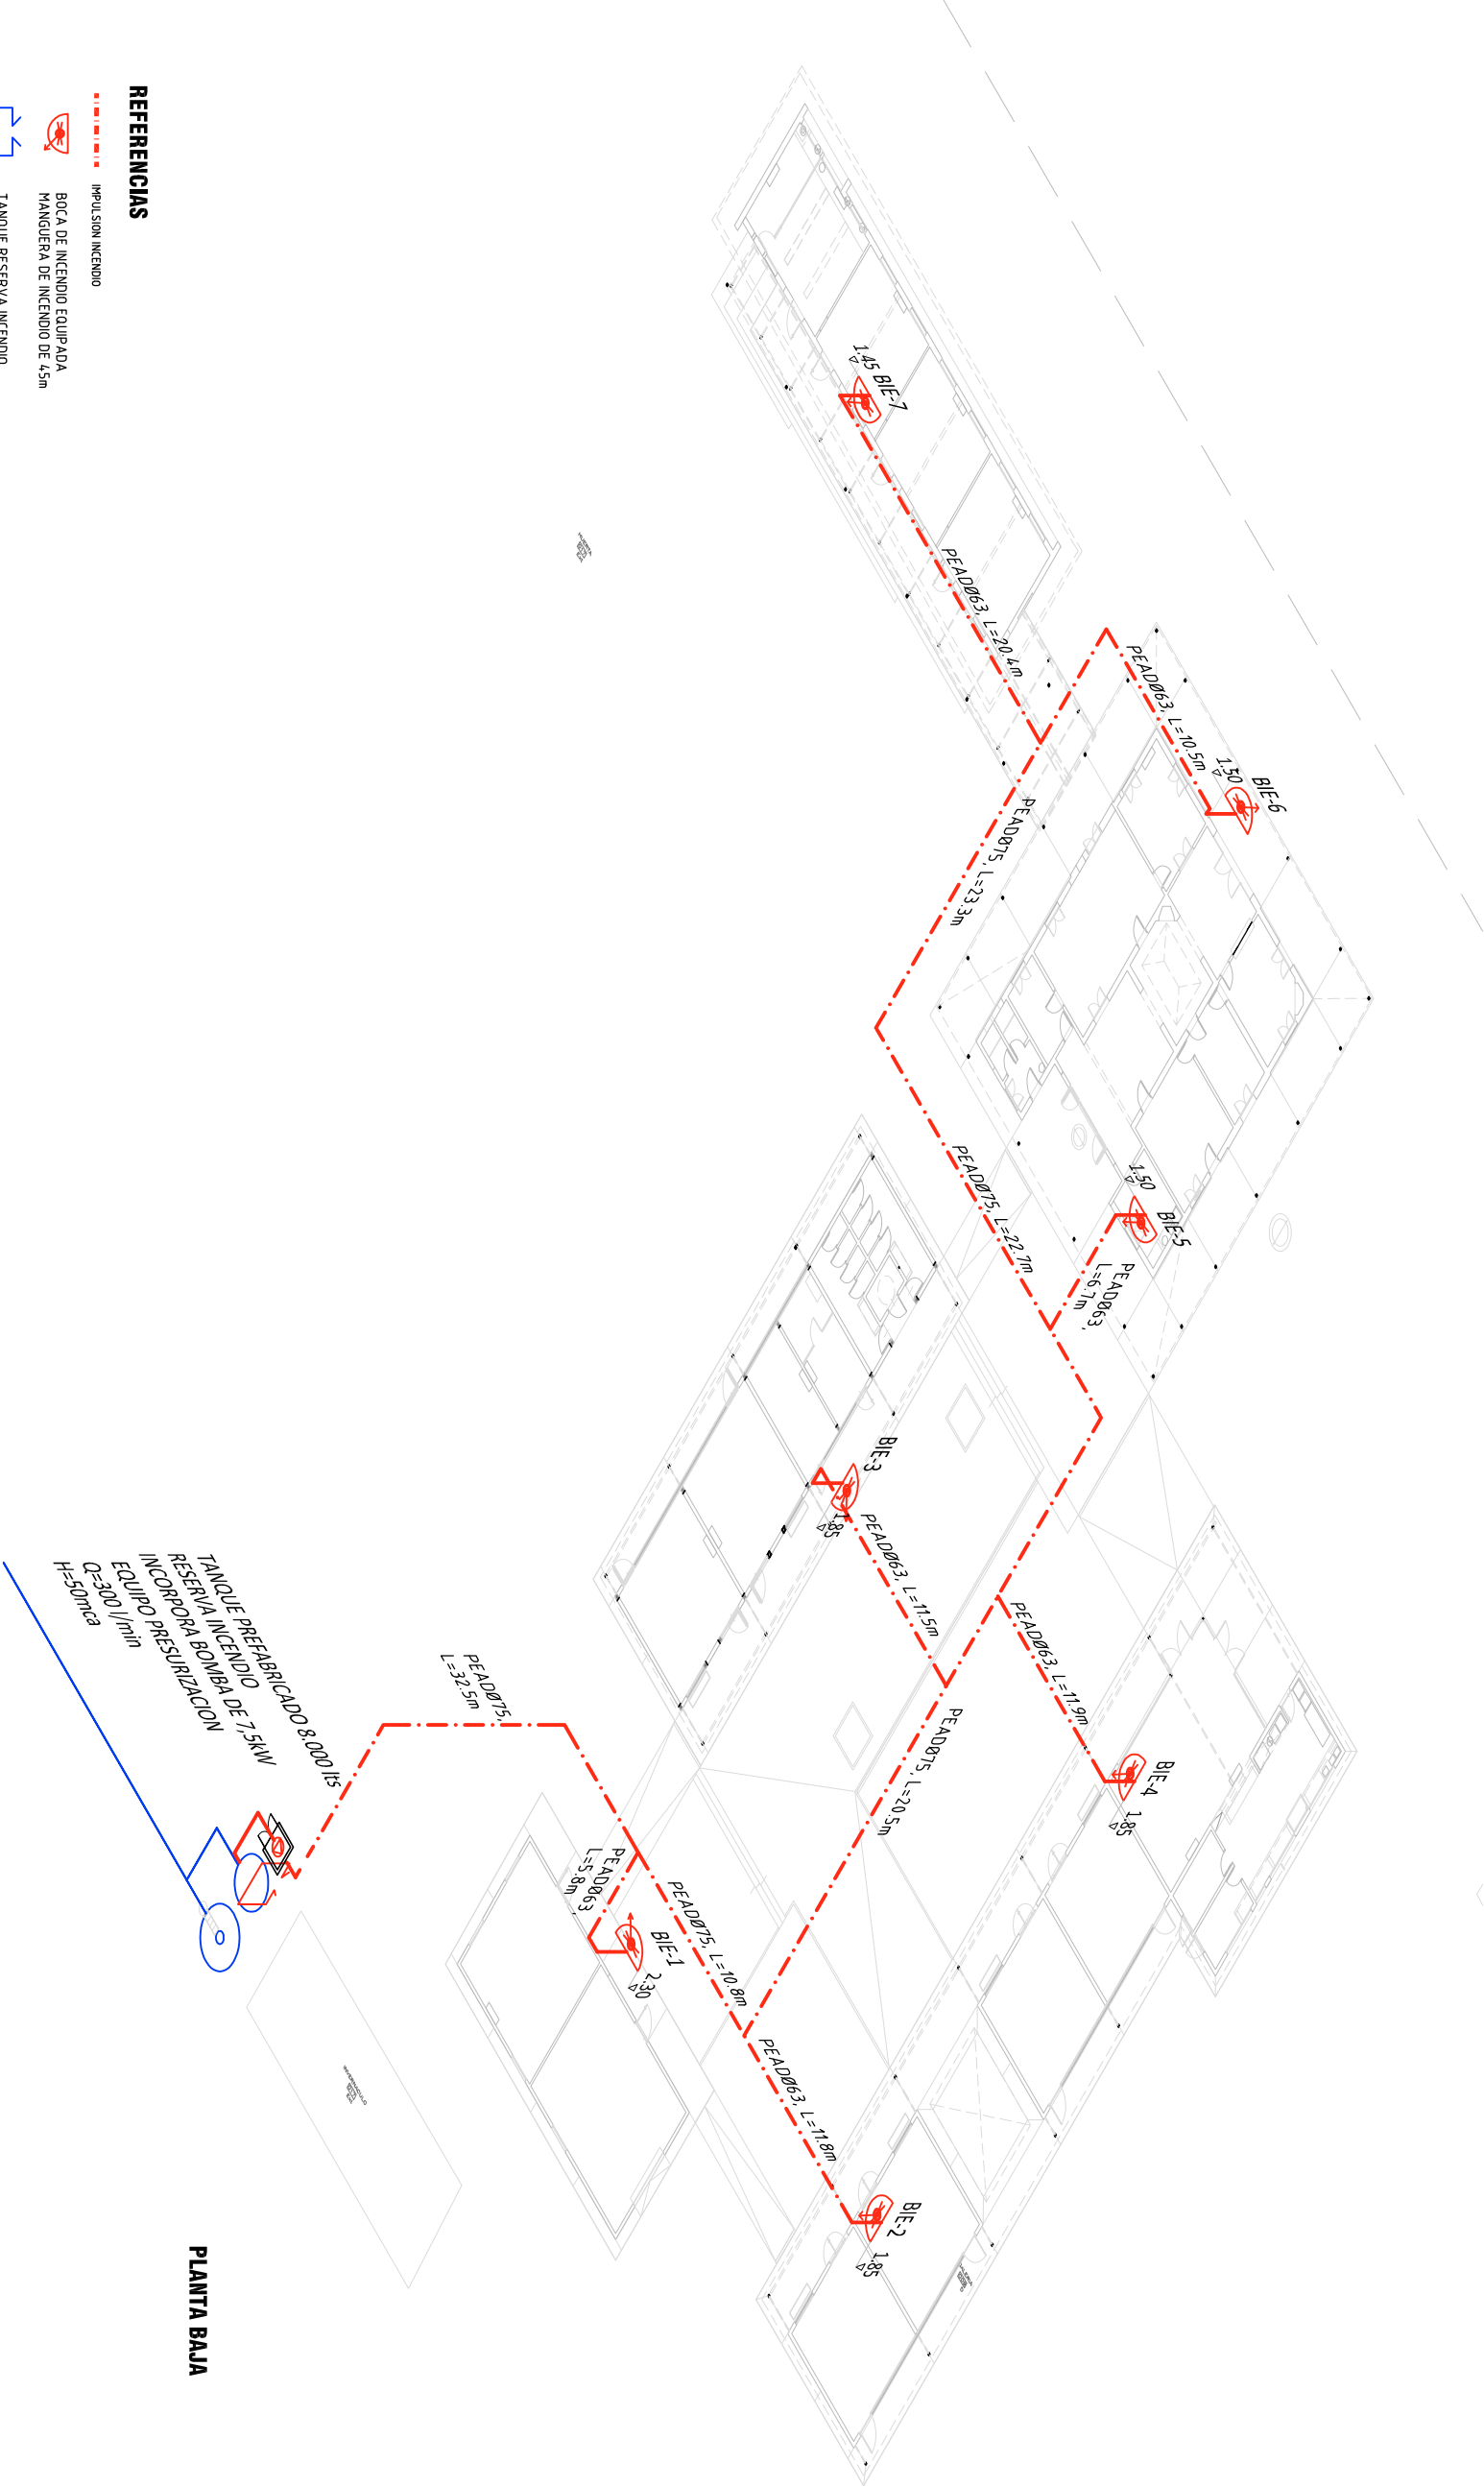 REFERENCIAS
IMPULSION INCENDIO
BOCA DE INCENDIO EQUIPADA
MANGUERA DE INCENDIO DE 45m
TANQUE RESERVA INCENDIO
1.45 BIE-7
PEADØ63, L=20.4m
PEADØ63, L=10.5m
BIE-6
1.50
PEADØ75, L=23.3m
PEADØ75, L=22.7m
1.50
BIE-5
PEADØ63,
L=6.7m
BIE-3
1.85
PEADØ63, L=11.5m
PEADØ63, L=11.9m
BIE-4
1.85
PEADØ75, L=20.5m
PEADØ75,
L=32.5m
TANQUE PREFABRICADO 8.000 lts
RESERVA INCENDIO
INCORPORA BOMBA DE 7,5kW
EQUIPO PRESURIZACION
Q=300 l/min
H=50mca
PEADØ63,
L=5.8m
BIE-1
2.30
PEADØ75, L=10.8m
PEADØ63, L=11.8m
BIE-2
1.85
PLANTA BAJA